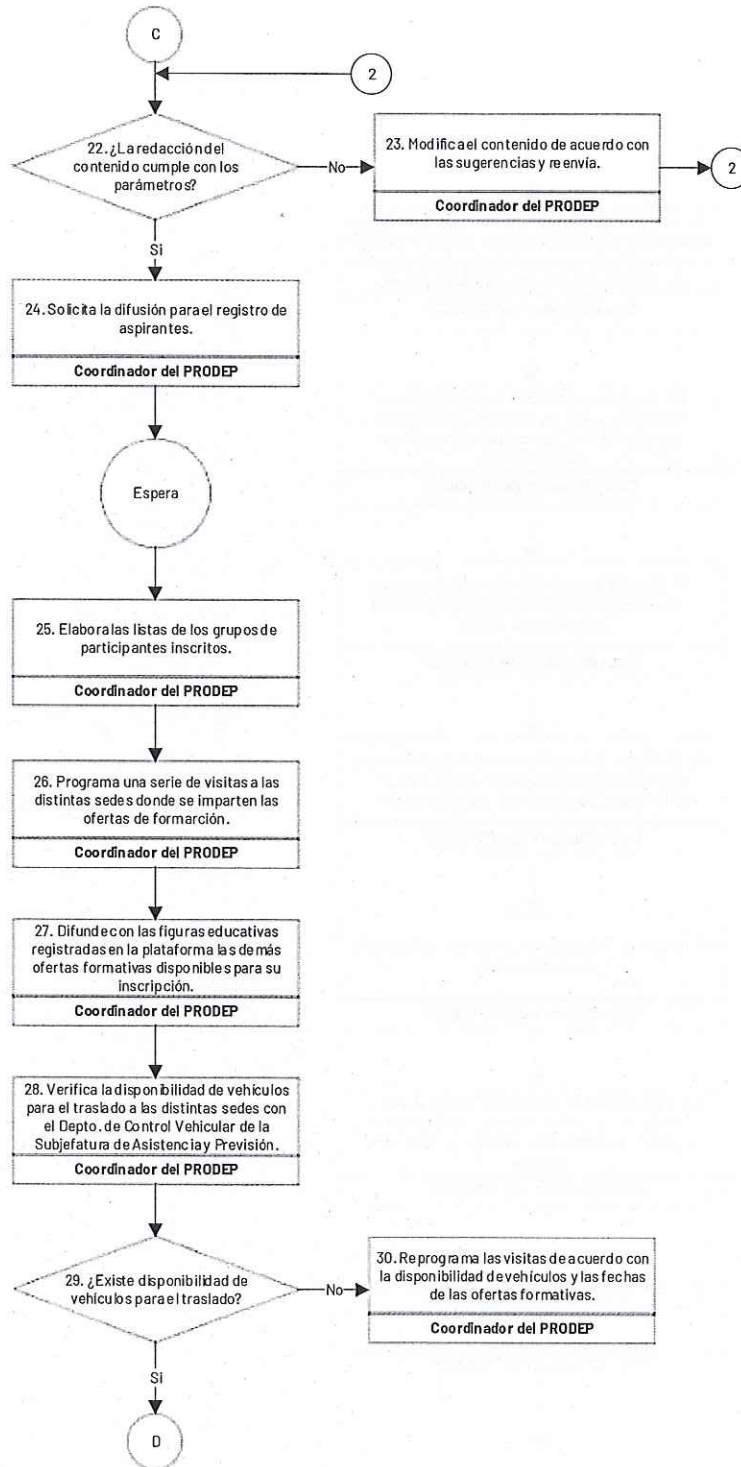 C
2
22. ¿La redacción del
contenido cumple con los
parámetros?
No
23. Modifica el contenido de acuerdo con
las sugerencias y reenvía.
Coordinador del PRODEP
2
Si
24. Solicita la difusión para el registro de
aspirantes.
Coordinador del PRODEP
Espera
25. Elabora las listas de los grupos de
participantes inscritos.
Coordinador del PRODEP
26. Programa una serie de visitas a las
distintas sedes donde se imparten las
ofertas de formarción.
Coordinador del PRODEP
27. Difunde con las figuras educativas
registradas en la plataforma las demás
ofertas formativas disponibles para su
inscripción.
Coordinador del PRODEP
28. Verifica la disponibilidad de vehículos
para el traslado a las distintas sedes con
el Depto. de Control Vehicular de la
Subjefatura de Asistencia y Previsión.
Coordinador del PRODEP
29. ¿Existe disponibilidad de
vehículos para el traslado?
No
30. Reprograma las visitas de acuerdo con
la disponibilidad de vehículos y las fechas
de las ofertas formativas.
Coordinador del PRODEP
Si
D